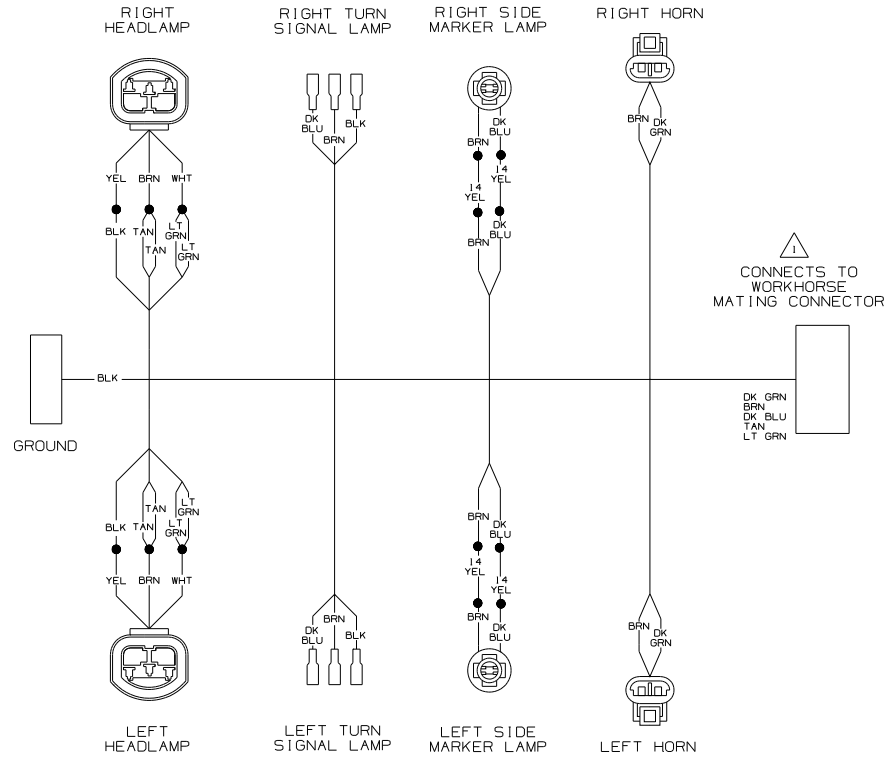 RIGHT
HEADLAMP
RIGHT TURN
SIGNAL LAMP
RIGHT SIDE
MARKER LAMP
RIGHT HORN
DK
BLU
BRN
BLK
BRN
DK
BLU
BRN
DK
GRN
YEL
BRN
WHT
14
YEL
14
YEL
BLK
TAN
TAN
LT
GRN
LT
GRN
BRN
DK
BLU
1
CONNECTS TO
WORKHORSE
MATING CONNECTOR
BLK
GROUND
DK GRN
BRN
DK BLU
TAN
LT GRN
BLK
TAN
TAN
LT
GRN
LT
GRN
BRN
DK
BLU
YEL
BRN
WHT
14
YEL
14
YEL
DK
BLU
BRN
BLK
BRN
DK
BLU
BRN
DK
GRN
LEFT
HEADLAMP
LEFT TURN
SIGNAL LAMP
LEFT SIDE
MARKER LAMP
LEFT HORN